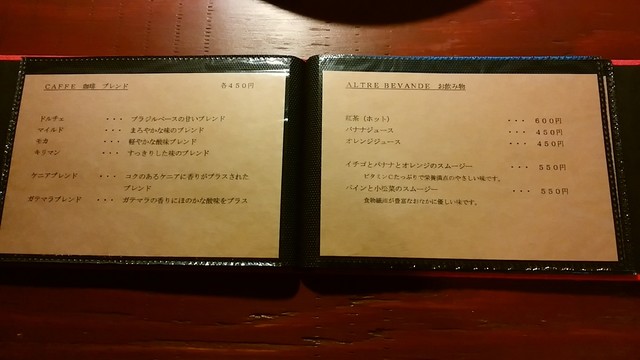 CAFFE 珈琲 ブレンド 各450円
ドルチェ ・・・ ブラジルベースの甘いブレンド
マイルド ・・・ まろやかな味のブレンド
モカ ・・・ 軽やかな酸味ブレンド
キリマン ・・・ すっきりした味のブレンド
ケニアブレンド ・・・ コクのあるケニアに香りがプラスされた
ブレンド
ガテマラブレンド ・・・ ガテマラの香りにほのかな酸味をプラス
ALTRE BEVANDE お飲み物
紅茶（ホット） ・・・ 600円
バナナジュース ・・・ 450円
オレンジジュース ・・・ 450円
イチゴとバナナとオレンジのスムージー ・・・ 550円
ビタミンにたっぷりで栄養満点のやさしい味です。
パインと小松菜のスムージー ・・・ 550円
食物繊維が豊富なおなかに優しい味です。